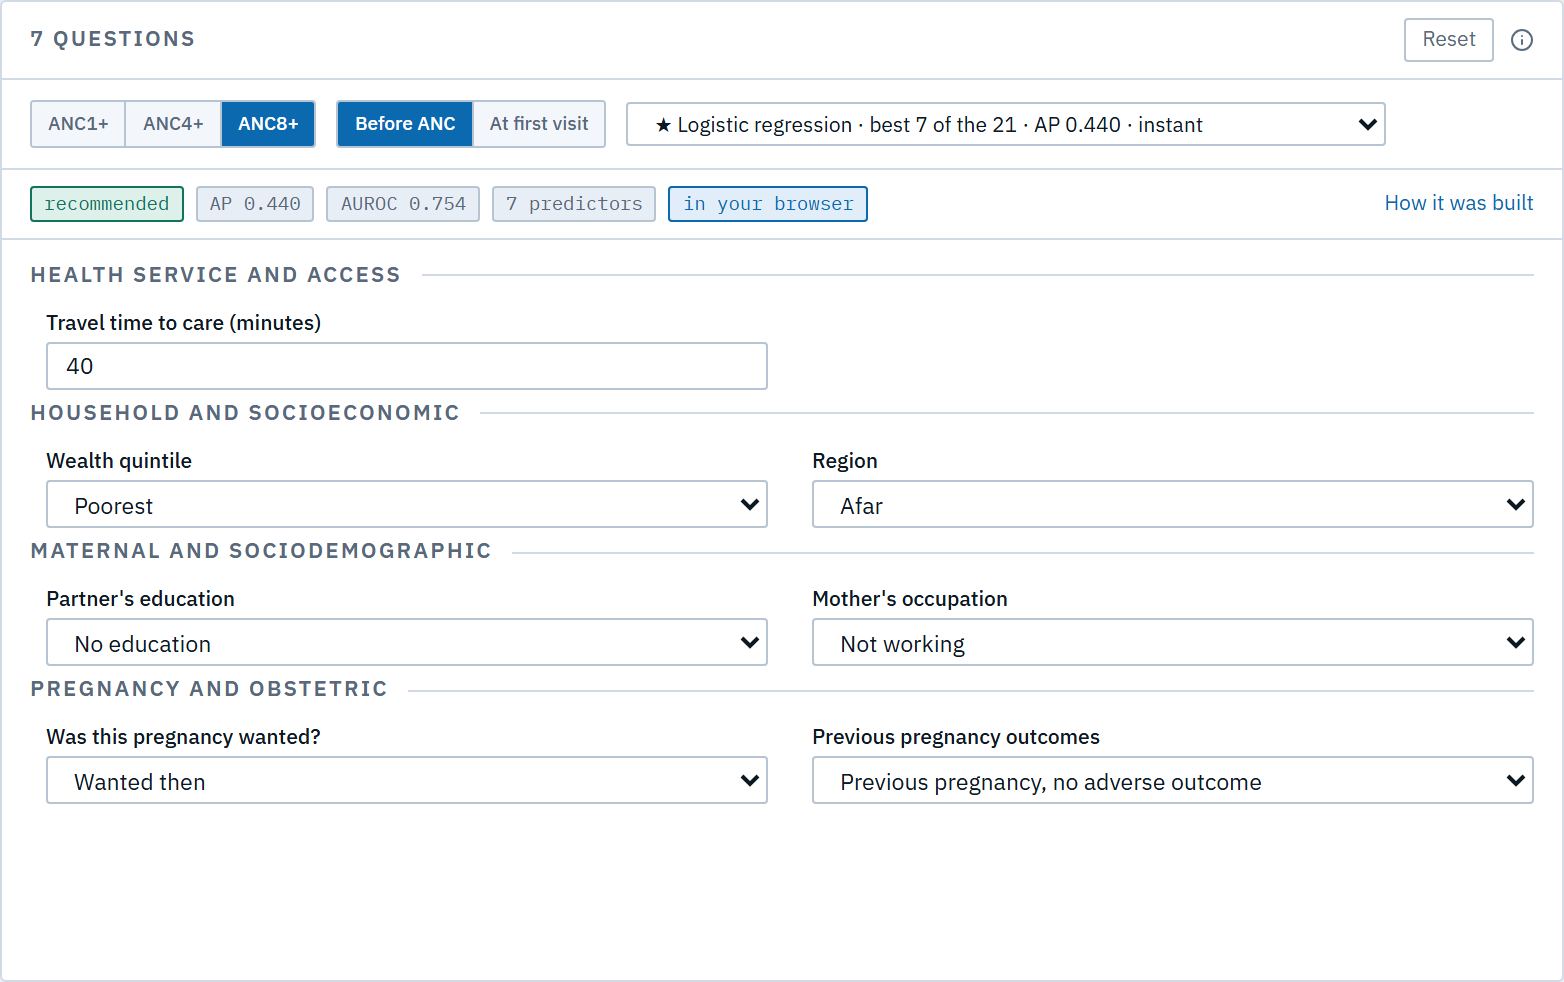 7 QUESTIONS
Reset
ANC1+ ANC4+ ANC8+ Before ANC At first visit ★ Logistic regression · best 7 of the 21 · AP 0.440 · instant
recommended AP 0.440 AUROC 0.754 7 predictors in your browser How it was built
HEALTH SERVICE AND ACCESS
Travel time to care (minutes)
40
HOUSEHOLD AND SOCIOECONOMIC
Wealth quintile Region
Poorest Afar
MATERNAL AND SOCIODEMOGRAPHIC
Partner's education Mother's occupation
No education Not working
PREGNANCY AND OBSTETRIC
Was this pregnancy wanted? Previous pregnancy outcomes
Wanted then Previous pregnancy, no adverse outcome